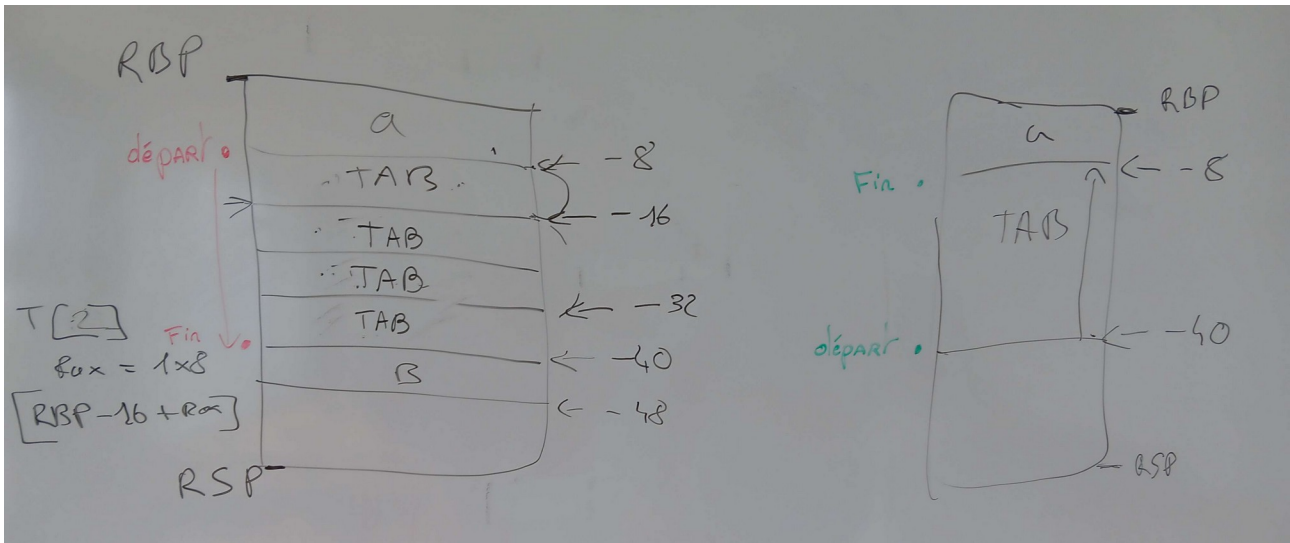 RBP
a
départ
← -8
TAB
← -16
TAB
TAB
← -32
TAB
Fin
← -40
B
← -48
T[2]
Rax = 1x8
[RBP-16+Rax]
RSP
RBP
a
← -8
Fin
TAB
← -40
départ
RSP